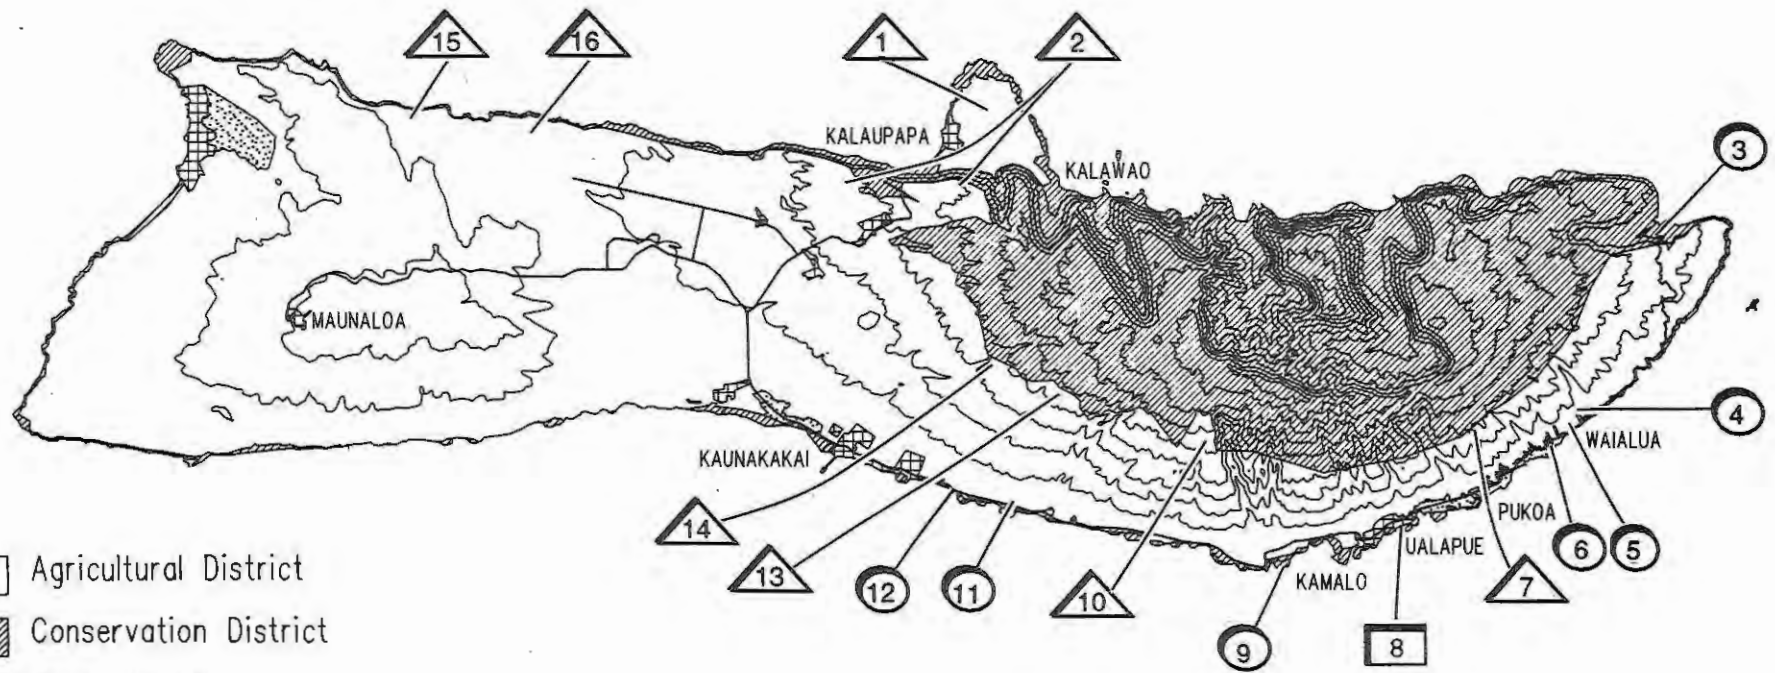 15
16
1
2
KALAUPAPA
3
KALAWAO
MAUNALOA
4
WAIALUA
KAUNAKAKAI
PUKOA
14
UALAPUE
6
5
7
Agricultural District
13
12
11
KAMALO
10
Conservation District
9
8